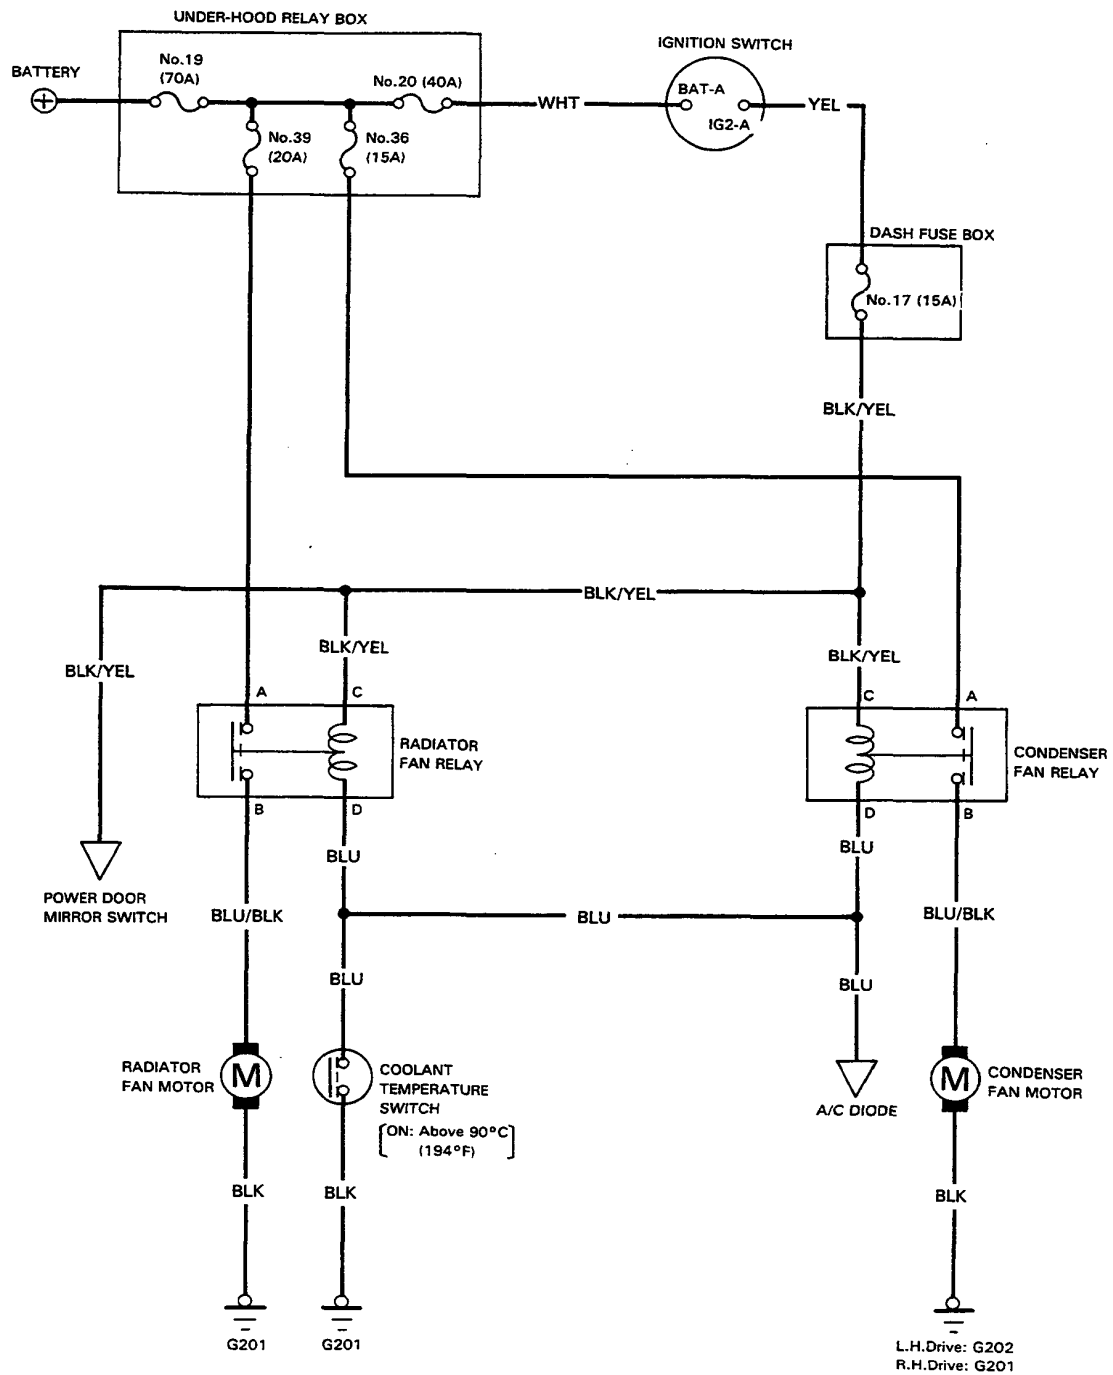 UNDER-HOOD RELAY BOX
BATTERY
No.19
(70A)
No.20 (40A)
No.39
(20A)
No.36
(15A)
WHT
IGNITION SWITCH
BAT-A
IG2-A
YEL
DASH FUSE BOX
No.17 (15A)
BLK/YEL
BLK/YEL
BLK/YEL
BLK/YEL
BLK/YEL
A
C
RADIATOR
FAN RELAY
B
D
C
A
CONDENSER
FAN RELAY
D
B
POWER DOOR
MIRROR SWITCH
BLU
BLU
BLU/BLK
BLU
BLU/BLK
BLU
BLU
RADIATOR
FAN MOTOR
M
COOLANT
TEMPERATURE
SWITCH
[ON: Above 90°C
(194°F)]
A/C DIODE
M
CONDENSER
FAN MOTOR
BLK
BLK
BLK
G201
G201
L.H.Drive: G202
R.H.Drive: G201